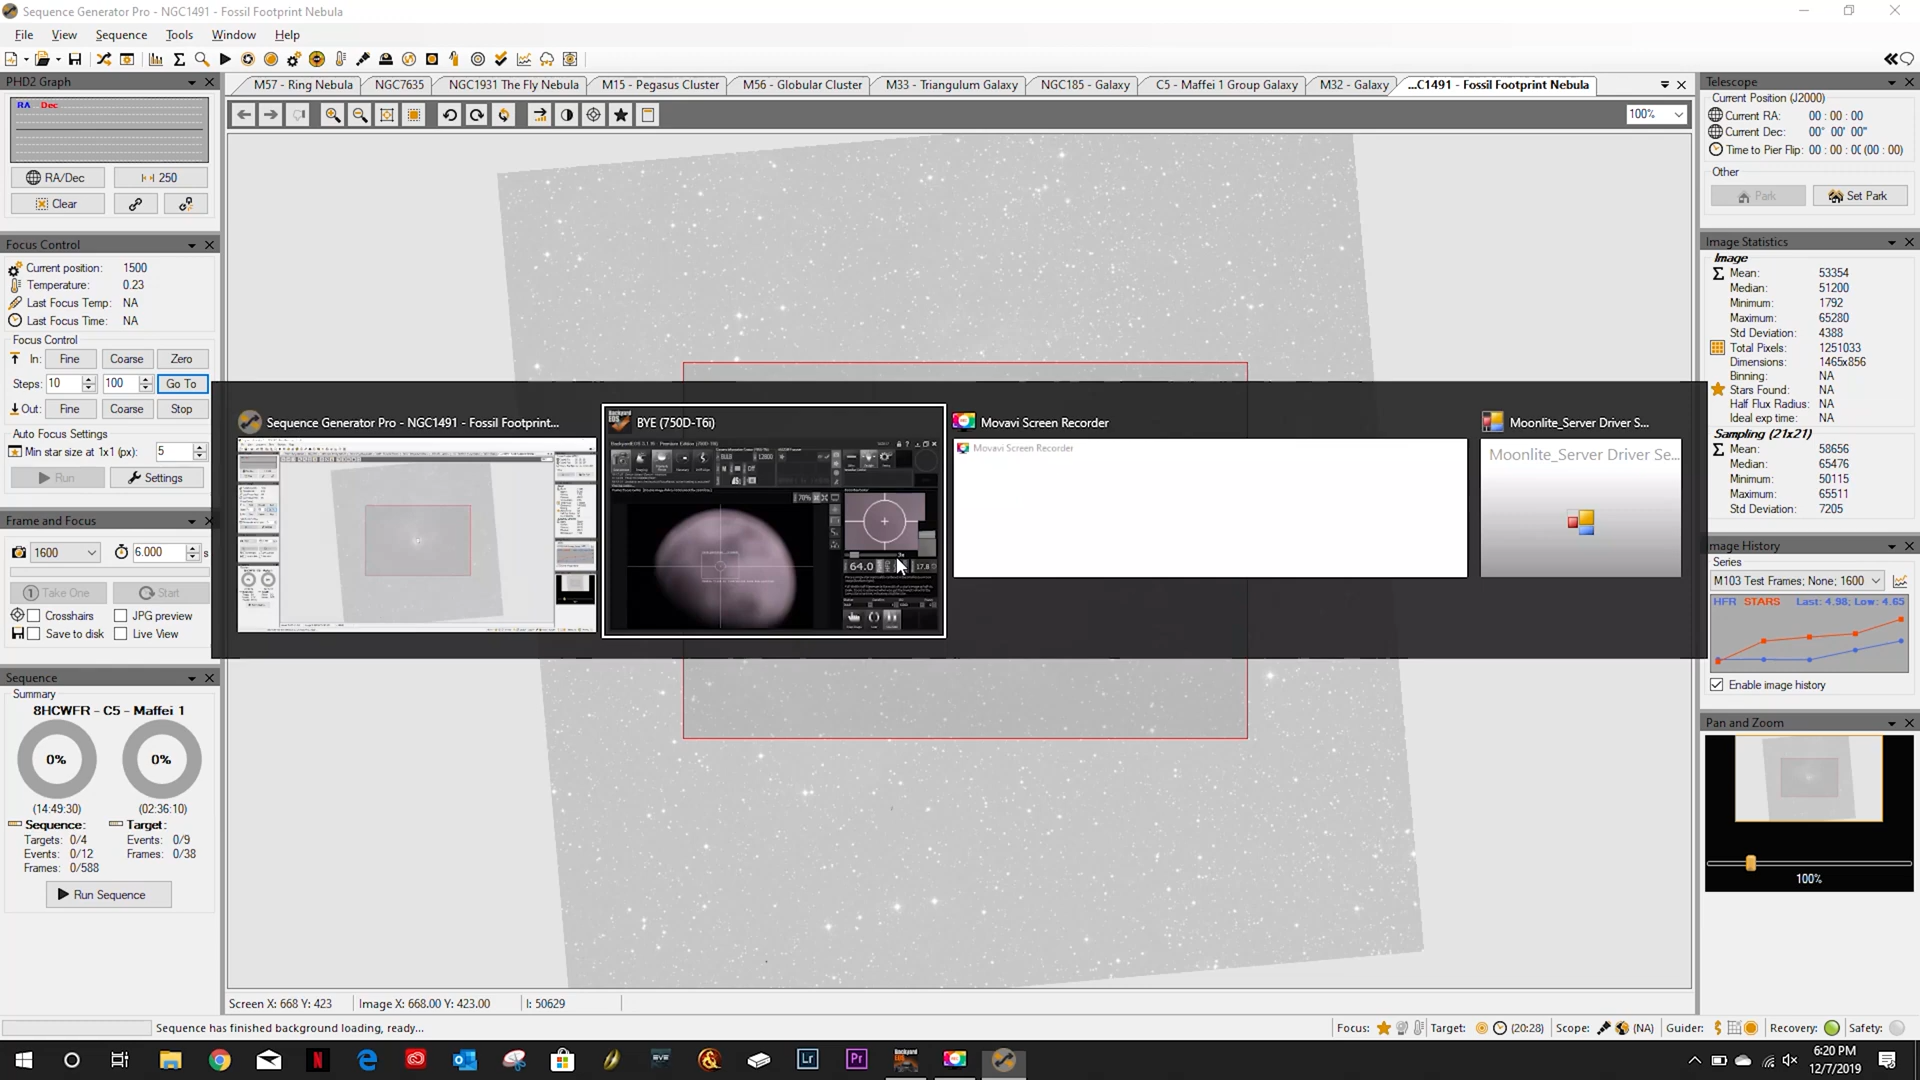 Sequence Generator Pro - NGC1491 - Fossil Footprint Nebula
File View Sequence Tools Window Help
PHD2 Graph
RA Dec
RA/Dec
250
Clear
Focus Control
Current position: 1500
Temperature: 0.23
Last Focus Temp: NA
Last Focus Time: NA
Focus Control
In: Fine Coarse Zero
Steps: 10 100 Go To
Out: Fine Coarse Stop
Auto Focus Settings
Min star size at 1x1 (px): 5
Run Settings
Frame and Focus
1600 6.000 s
Take One Start
Crosshairs JPG preview
Save to disk Live View
Sequence
Summary
8HCWFR - C5 - Maffei 1
0% 0%
(14:49:30) (02:36:10)
Sequence: Target:
Targets: 0/4 Events: 0/9
Events: 0/12 Frames: 0/38
Frames: 0/588
Run Sequence
M57 - Ring Nebula
NGC7635
NGC1931 The Fly Nebula
M15 - Pegasus Cluster
M56 - Globular Cluster
M33 - Triangulum Galaxy
NGC185 - Galaxy
C5 - Maffei 1 Group Galaxy
M32 - Galaxy
...C1491 - Fossil Footprint Nebula
100%
Sequence Generator Pro - NGC1491 - Fossil Footprint...
BYE (750D-T6i)
70%
64.0
17.8
Movavi Screen Recorder
Movavi Screen Recorder
Moonlite_Server Driver S...
Moonlite_Server Driver Se...
Screen X: 668 Y: 423 Image X: 668.00 Y: 423.00 I: 50629
Telescope
Current Position (J2000)
Current RA: 00 : 00 : 00
Current Dec: 00° 00' 00"
Time to Pier Flip: 00 : 00 : 0( (00 : 00)
Other
Park Set Park
Image Statistics
Image
Mean: 53354
Median: 51200
Minimum: 1792
Maximum: 65280
Std Deviation: 4388
Total Pixels: 1251033
Dimensions: 1465x856
Binning: NA
Stars Found: NA
Half Flux Radius: NA
Ideal exp time: NA
Sampling (21x21)
Mean: 58656
Median: 65476
Minimum: 50115
Maximum: 65511
Std Deviation: 7205
Image History
Series
M103 Test Frames; None; 1600
HFR STARS Last: 4.98; Low: 4.65
Enable image history
Pan and Zoom
100%
Sequence has finished background loading, ready...
Focus: Target: (20:28) Scope: (NA) Guider: Recovery: Safety:
BYE
Lr
Pr
6:20 PM
12/7/2019